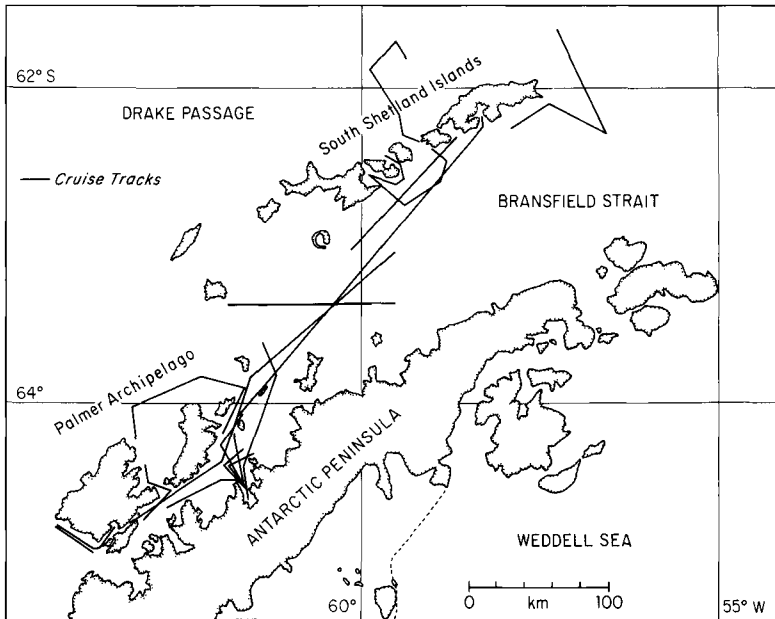 62° S
DRAKE PASSAGE
South Shetland Islands
Cruise Tracks
BRANSFIELD STRAIT
Palmer Archipelago
64°
ANTARCTIC PENINSULA
WEDDELL SEA
60°
0 km 100
55° W